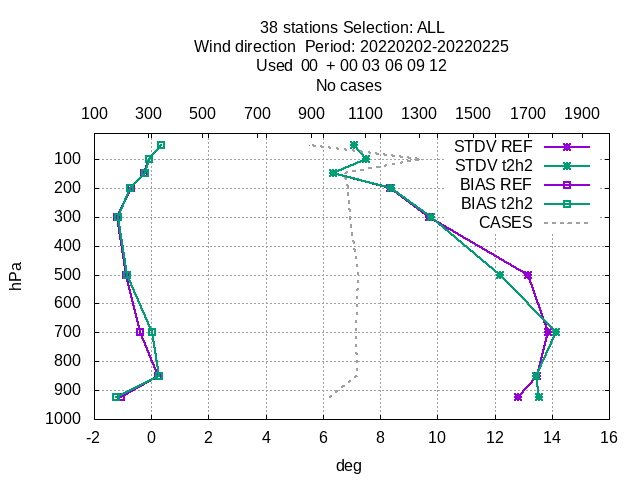 38 stations Selection: ALL
Wind direction  Period: 20220202-20220225
Used  00  + 00 03 06 09 12
No cases
100 300 500 700 900 1100 1300 1500 1700 1900
STDV REF
STDV t2h2
BIAS REF
BIAS t2h2
CASES
100
200
300
400
500
600
700
800
900
1000
hPa
-2 0 2 4 6 8 10 12 14 16
deg